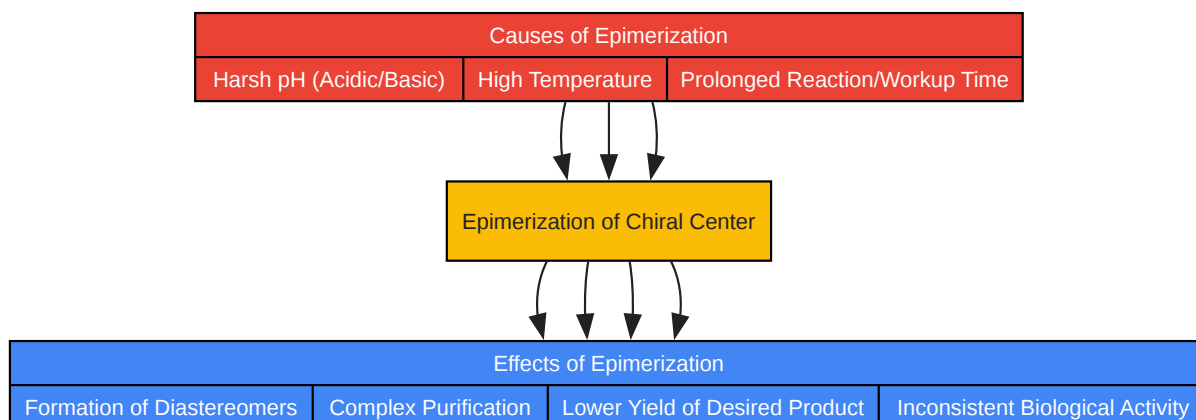 Causes of Epimerization
Harsh pH (Acidic/Basic) High Temperature Prolonged Reaction/Workup Time
Epimerization of Chiral Center
Effects of Epimerization
Formation of Diastereomers Complex Purification Lower Yield of Desired Product Inconsistent Biological Activity